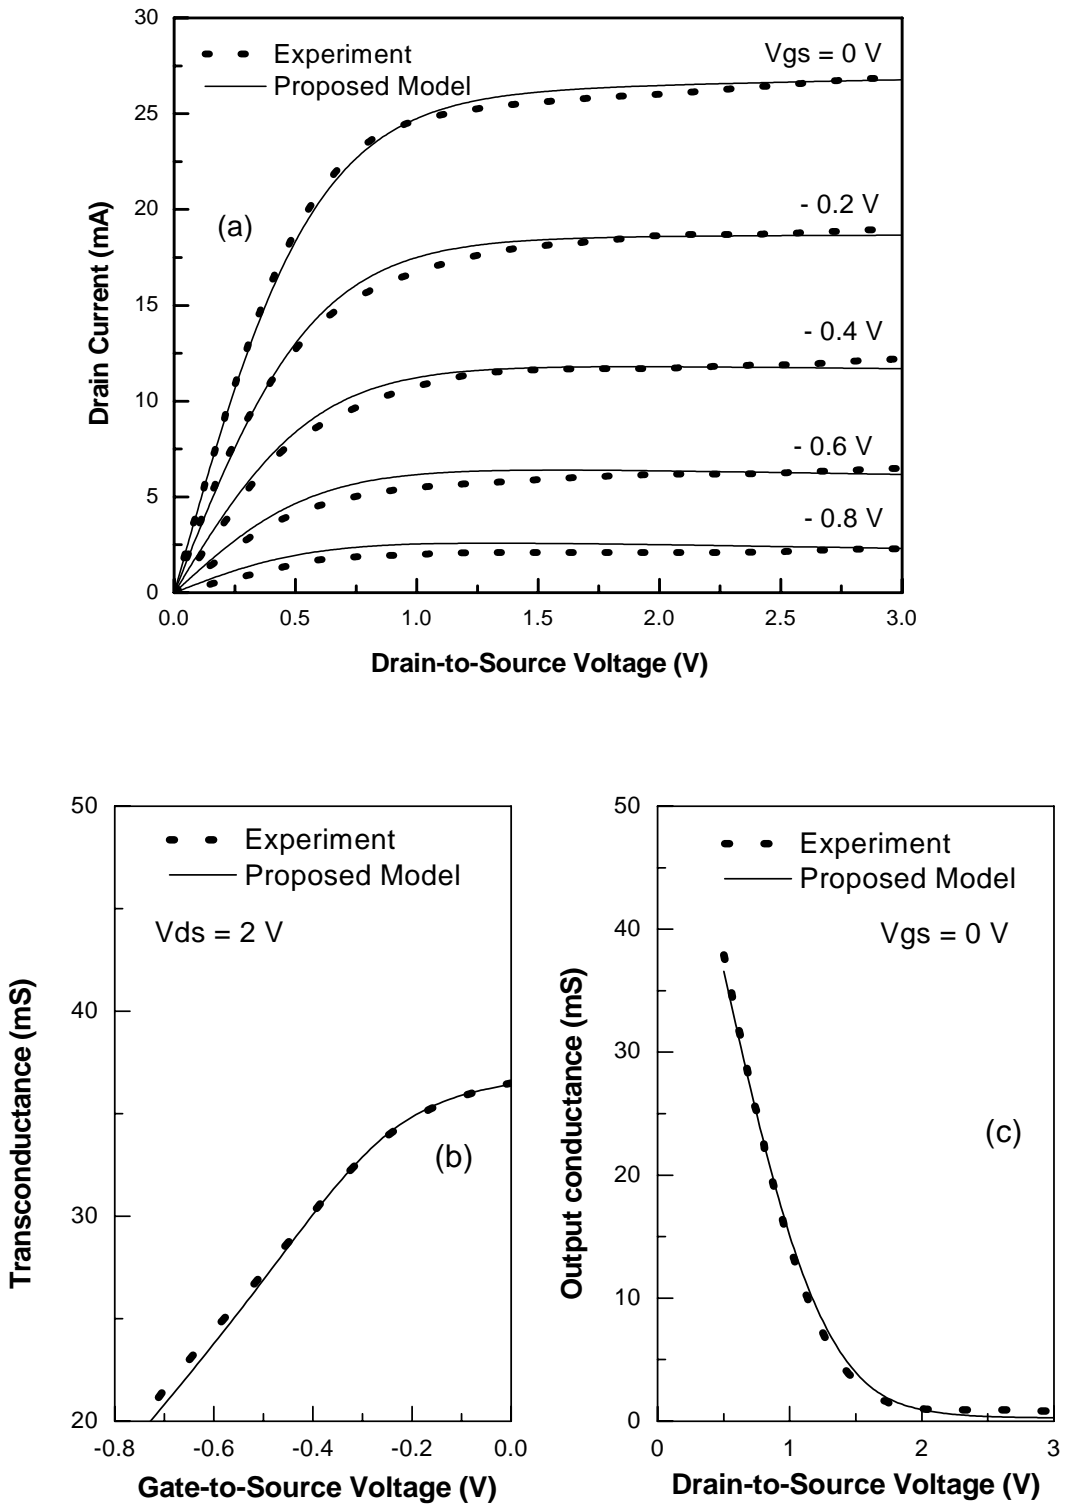 30
Experiment
Vgs = 0 V
Proposed Model
25
20
- 0.2 V
(a)
15
- 0.4 V
10
- 0.6 V
5
- 0.8 V
0
0.0 0.5 1.0 1.5 2.0 2.5 3.0
Drain Current (mA)
Drain-to-Source Voltage (V)
50
Experiment
Proposed Model
Vds = 2 V
40
(b)
30
20
-0.8 -0.6 -0.4 -0.2 0.0
Transconductance (mS)
Gate-to-Source Voltage (V)
50
Experiment
Proposed Model
40
Vgs = 0 V
30
(c)
20
10
0
0 1 2 3
Output conductance (mS)
Drain-to-Source Voltage (V)